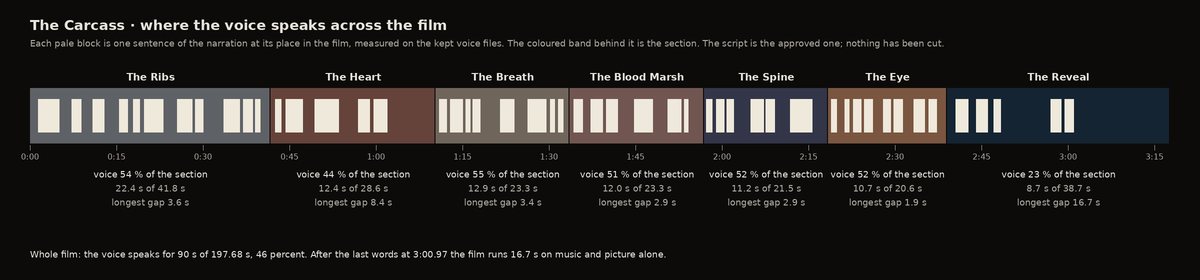 The Carcass · where the voice speaks across the film
Each pale block is one sentence of the narration at its place in the film, measured on the kept voice files. The coloured band behind it is the section. The script is the approved one; nothing has been cut.
The Ribs The Heart The Breath The Blood Marsh The Spine The Eye The Reveal
0:00 0:15 0:30 0:45 1:00 1:15 1:30 1:45 2:00 2:15 2:30 2:45 3:00 3:15
voice 54 % of the section voice 44 % of the section voice 55 % of the section voice 51 % of the section voice 52 % of the section voice 52 % of the section voice 23 % of the section
22.4 s of 41.8 s 12.4 s of 28.6 s 12.9 s of 23.3 s 12.0 s of 23.3 s 11.2 s of 21.5 s 10.7 s of 20.6 s 8.7 s of 38.7 s
longest gap 3.6 s longest gap 8.4 s longest gap 3.4 s longest gap 2.9 s longest gap 2.9 s longest gap 1.9 s longest gap 16.7 s
Whole film: the voice speaks for 90 s of 197.68 s, 46 percent. After the last words at 3:00.97 the film runs 16.7 s on music and picture alone.